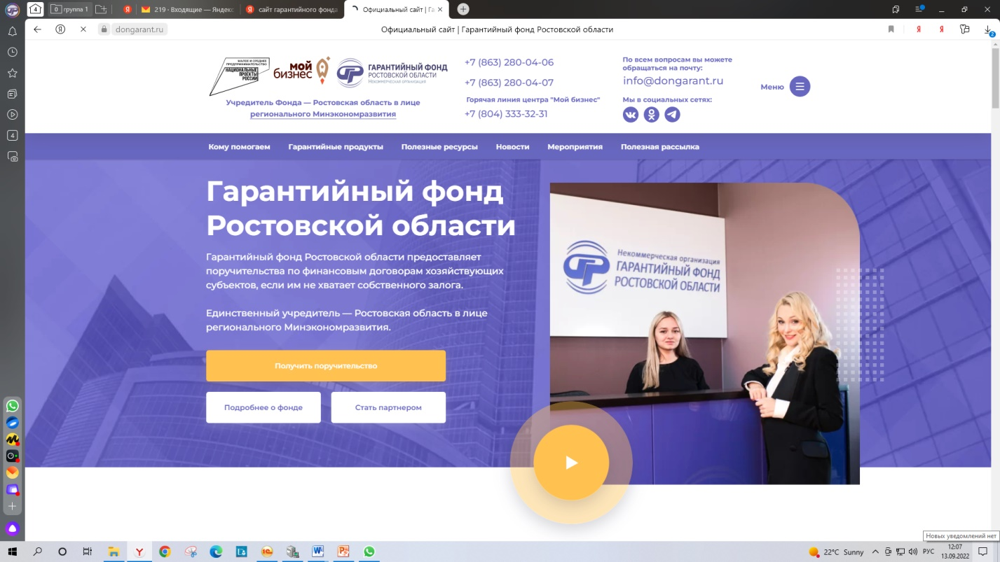 4
0 группа 1
219 · Входящие — Яндекс
сайт гарантийного фонда
Официальный сайт | Га
dongarant.ru
Официальный сайт | Гарантийный фонд Ростовской области
2
МАЛОЕ И СРЕДНЕЕ
ПРЕДПРИНИМАТЕЛЬСТВО
НАЦИОНАЛЬНЫЕ
ПРОЕКТЫ
РОССИИ
мой
бизнес
ГАРАНТИЙНЫЙ ФОНД
РОСТОВСКОЙ ОБЛАСТИ
Некоммерческая организация
Учредитель Фонда — Ростовская область в лице
регионального Минэкономразвития
+7 (863) 280-04-06
+7 (863) 280-04-07
Горячая линия центра "Мой бизнес"
+7 (804) 333-32-31
По всем вопросам вы можете
обращаться на почту:
info@dongarant.ru
Мы в социальных сетях:
Меню
Кому помогаем
Гарантийные продукты
Полезные ресурсы
Новости
Мероприятия
Полезная рассылка
Гарантийный фонд
Ростовской области
Гарантийный фонд Ростовской области предоставляет
поручительства по финансовым договорам хозяйствующих
субъектов, если им не хватает собственного залога.
Единственный учредитель — Ростовская область в лице
регионального Минэкономразвития.
Получить поручительство
Подробнее о фонде
Стать партнером
Некоммерческая организация
ГАРАНТИЙНЫЙ ФОНД
РОСТОВСКОЙ ОБЛАСТИ
4
Новых уведомлений нет
22°C Sunny
РУС
12:07
13.09.2022